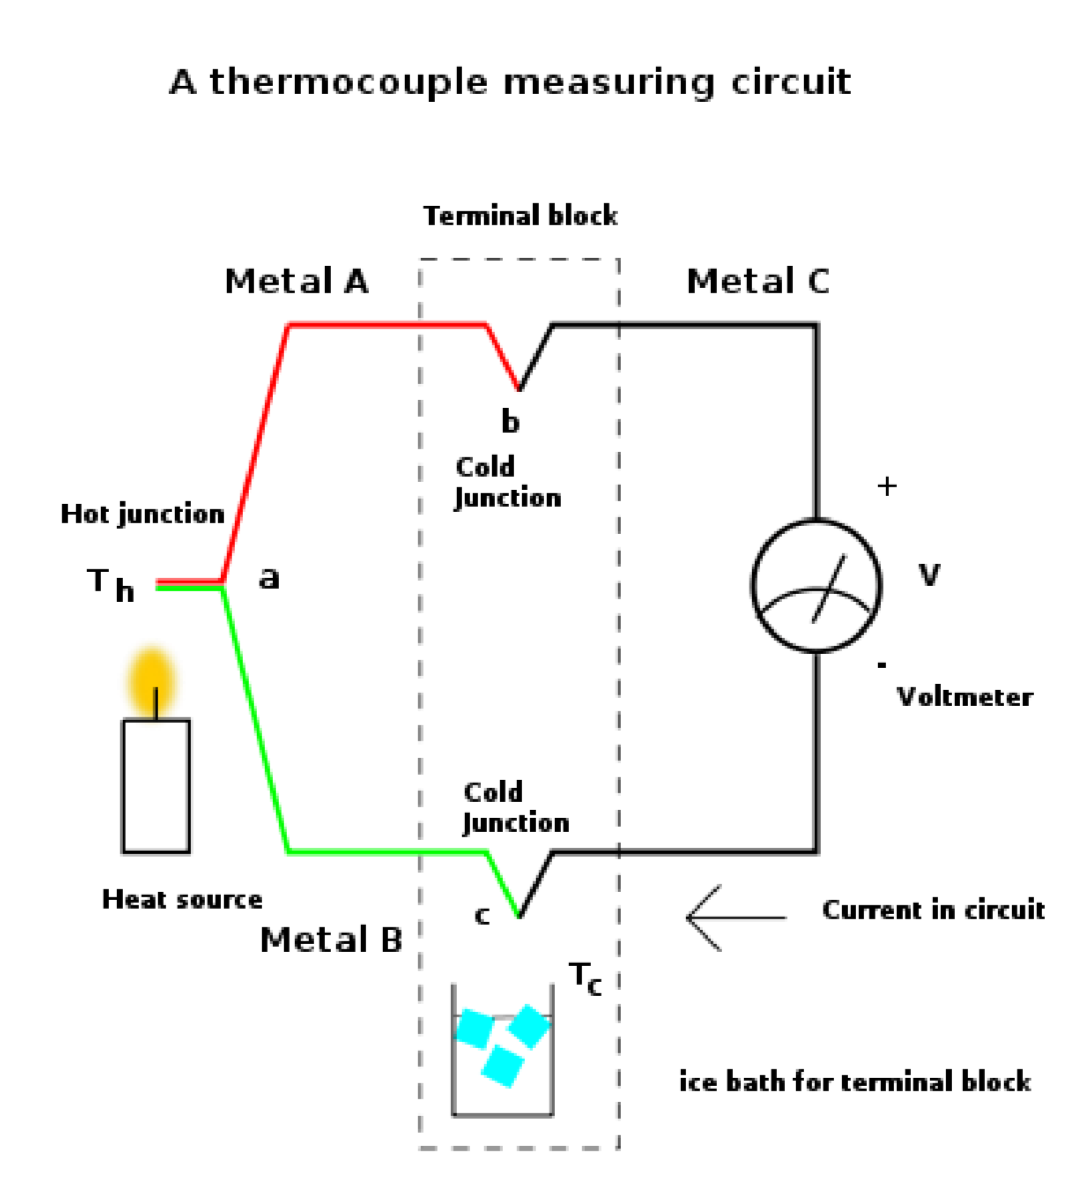 A thermocouple measuring circuit
Terminal block
Metal A
Metal C
b
Cold
Junction
+
Hot junction
Th
a
V
-
Voltmeter
Cold
Junction
Heat source
c
Current in circuit
Metal B
Tc
ice bath for terminal block